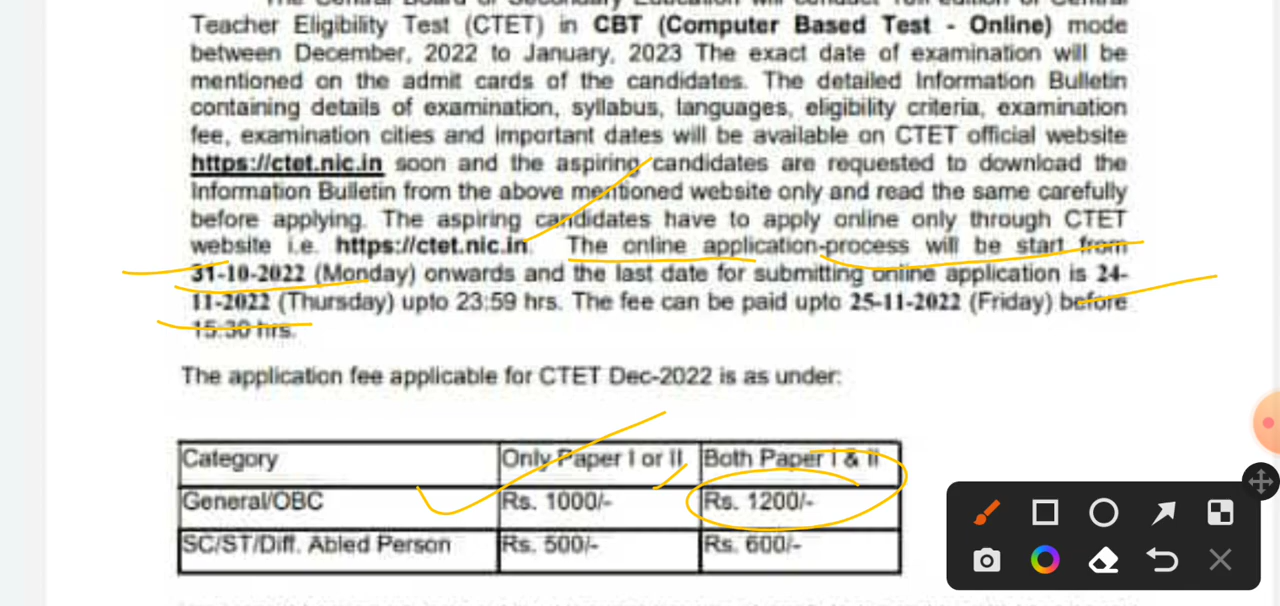 Teacher Eligibility Test (CTET) in CBT (Computer Based Test - Online) mode
between December, 2022 to January, 2023 The exact date of examination will be
mentioned on the admit cards of the candidates. The detailed Information Bulletin
containing details of examination, syllabus, languages, eligibility criteria, examination
fee, examination cities and important dates will be available on CTET official website
https://ctet.nic.in soon and the aspiring candidates are requested to download the
Information Bulletin from the above mentioned website only and read the same carefully
before applying. The aspiring candidates have to apply online only through CTET
website i.e. https://ctet.nic.in. The online application process will be start from
31-10-2022 (Monday) onwards and the last date for submitting online application is 24-
11-2022 (Thursday) upto 23:59 hrs. The fee can be paid upto 25-11-2022 (Friday) before
15:30 hrs.
The application fee applicable for CTET Dec-2022 is as under:
Category Only Paper I or II Both Paper I & II
General/OBC Rs. 1000/- Rs. 1200/-
SC/ST/Diff. Abled Person Rs. 500/- Rs. 600/-